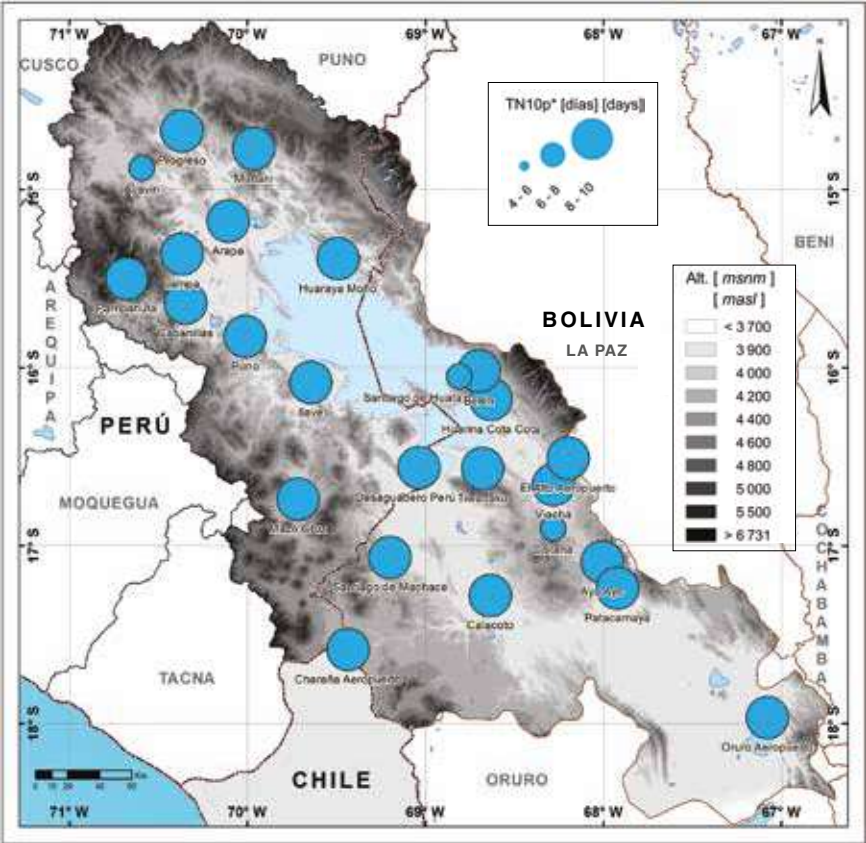 71° W
70° W
69° W
68° W
67° W
CUSCO
PUNO
TN10p* [días] [days]
4 - 6
6 - 8
8 - 10
Progreso
Muñani
15° S
15° S
Arapa
BENI
Huaraya Moho
Alt. [ msnm ]
[ masl ]
< 3 700
3 900
4 000
4 200
4 400
4 600
4 800
5 000
5 500
> 6 731
Pampahuta
Cabanillas
AREQUIPA
BOLIVIA
LA PAZ
Puno
16° S
16° S
Santiago de Huata
Belén
Ilave
Huarina Cota Cota
PERÚ
Desaguadero Perú
Tiwanaku
El Alto Aeropuerto
Viacha
MOQUEGUA
Mazo Cruz
17° S
17° S
COCHABAMBA
Santiago de Machaca
Ayo Ayo
Calacoto
Patacamaya
TACNA
Charaña Aeropuerto
18° S
18° S
Oruro Aeropuerto
CHILE
ORURO
71° W
70° W
69° W
68° W
67° W